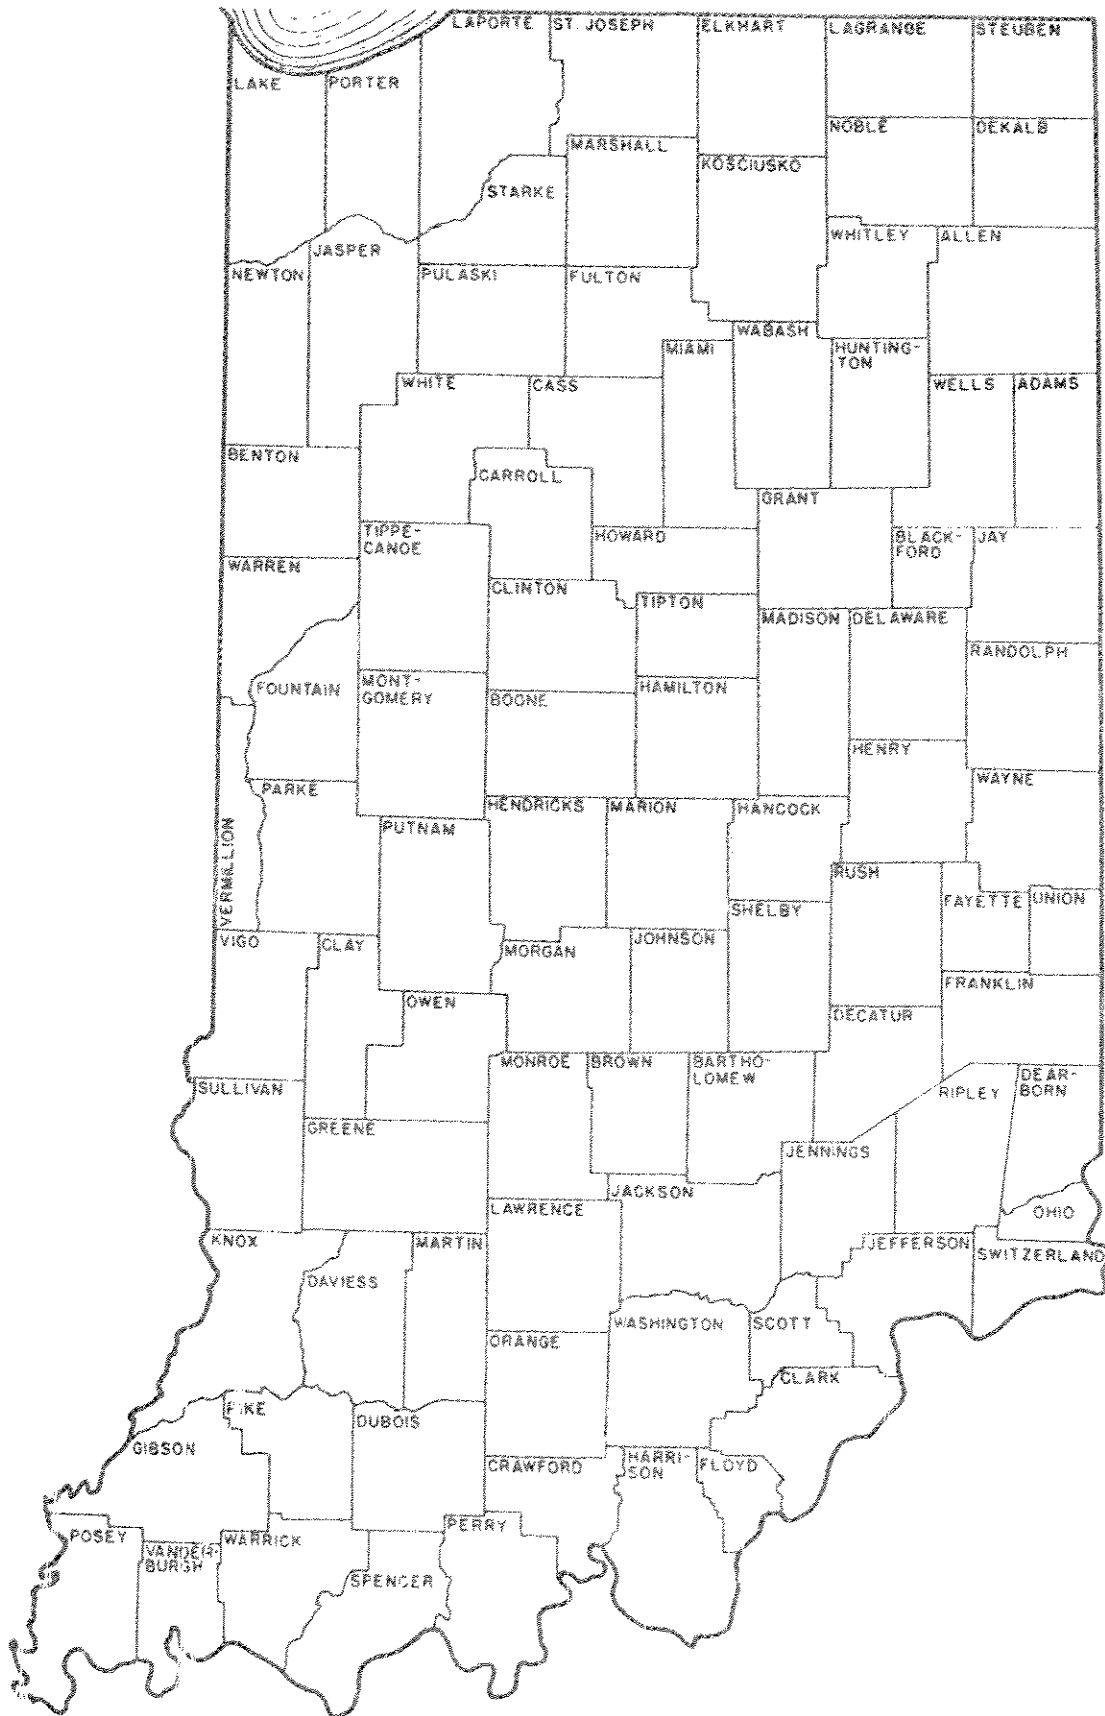 LAPORTE
ST. JOSEPH
ELKHART
LAGRANGE
STEUBEN
LAKE
PORTER
NOBLE
DEKALB
MARSHALL
KOSCIUSKO
STARKE
WHITLEY
ALLEN
JASPER
NEWTON
PULASKI
FULTON
WABASH
MIAMI
HUNTING-
TON
WHITE
CASS
WELLS
ADAMS
BENTON
CARROLL
GRANT
TIPPE-
CANOE
HOWARD
BLACK-
FORD
JAY
WARREN
CLINTON
TIPTON
MADISON
DELAWARE
RANDOLPH
FOUNTAIN
MONT-
GOMERY
BOONE
HAMILTON
HENRY
WAYNE
PARKE
HENDRICKS
MARION
HANCOCK
PUTNAM
VERMILLION
RUSH
FAYETTE
UNION
SHELBY
VIGO
CLAY
MORGAN
JOHNSON
FRANKLIN
OWEN
DECATUR
MONROE
BROWN
BARTHO-
LOMEW
SULLIVAN
RIPLEY
DEAR-
BORN
GREENE
JENNINGS
JACKSON
LAWRENCE
OHIO
KNOX
MARTIN
JEFFERSON
SWITZERLAND
DAVIESS
WASHINGTON
SCOTT
ORANGE
CLARK
PIKE
DUBOIS
GIBSON
CRAWFORD
HARRI-
SON
FLOYD
POSEY
VANDER-
BURGH
WARRICK
PERRY
SPENCER